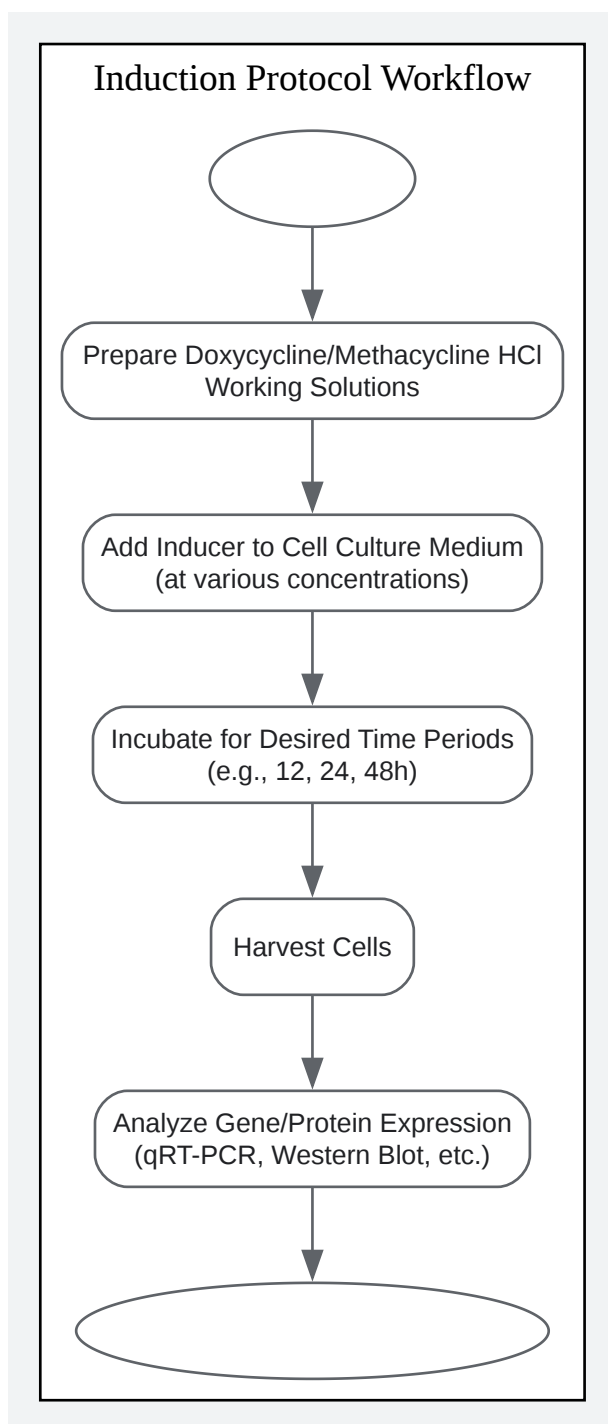 Induction Protocol Workflow
Prepare Doxycycline/Methacycline HCl
Working Solutions
Add Inducer to Cell Culture Medium
(at various concentrations)
Incubate for Desired Time Periods
(e.g., 12, 24, 48h)
Harvest Cells
Analyze Gene/Protein Expression
(qRT-PCR, Western Blot, etc.)